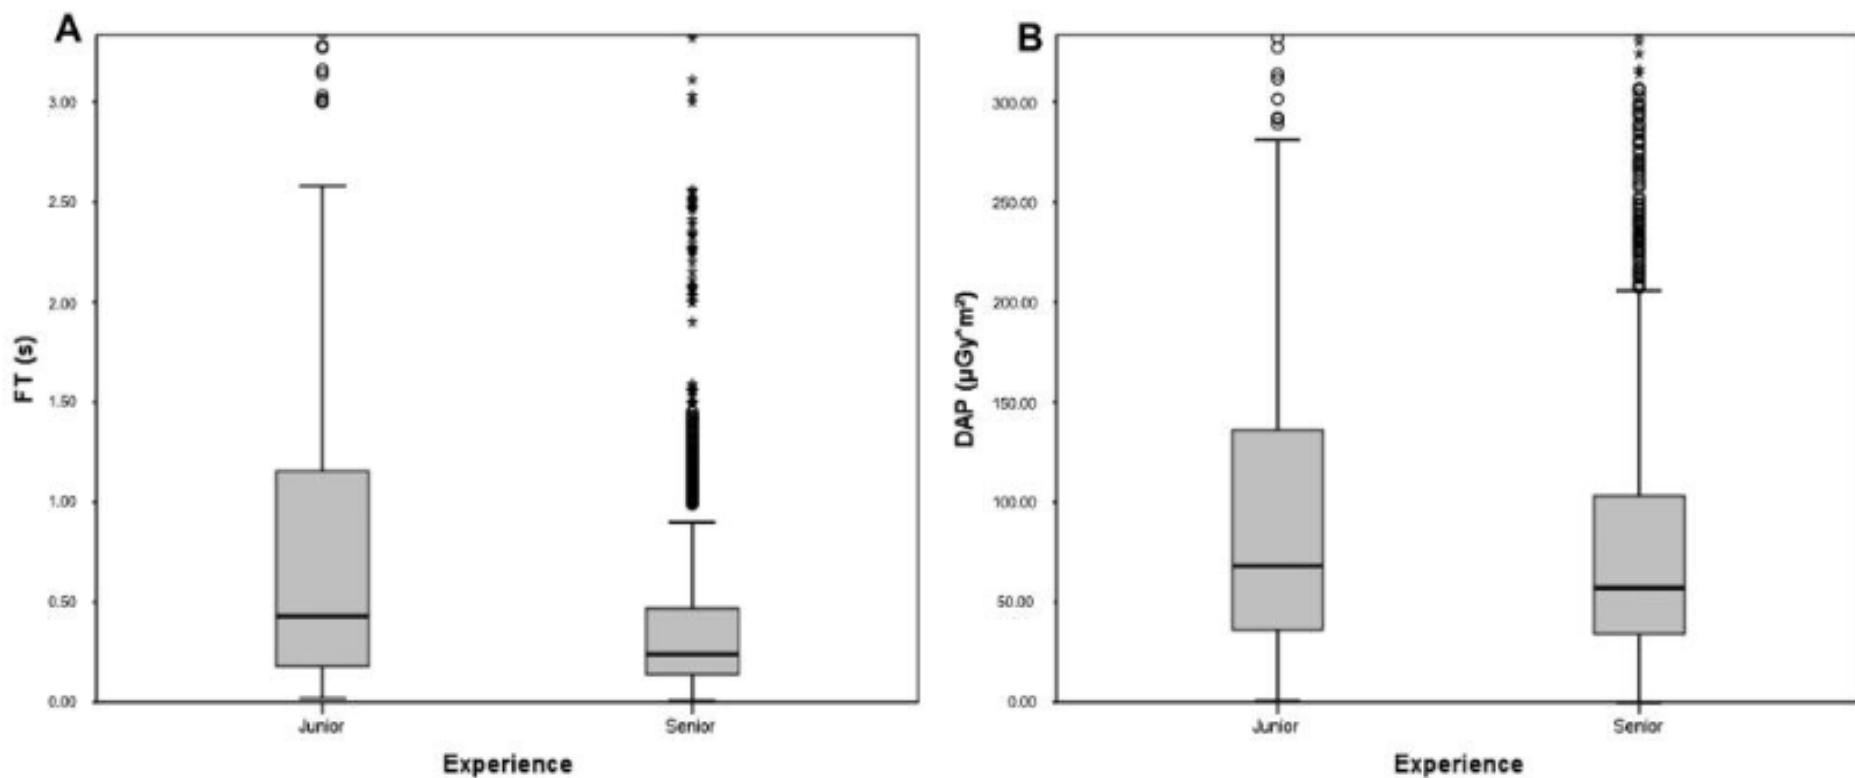 A
FT (s)
3.00
2.50
2.00
1.50
1.00
0.50
0.00
Junior
Senior
Experience
B
DAP (µGy*m²)
300.00
250.00
200.00
150.00
100.00
50.00
0.00
Junior
Senior
Experience